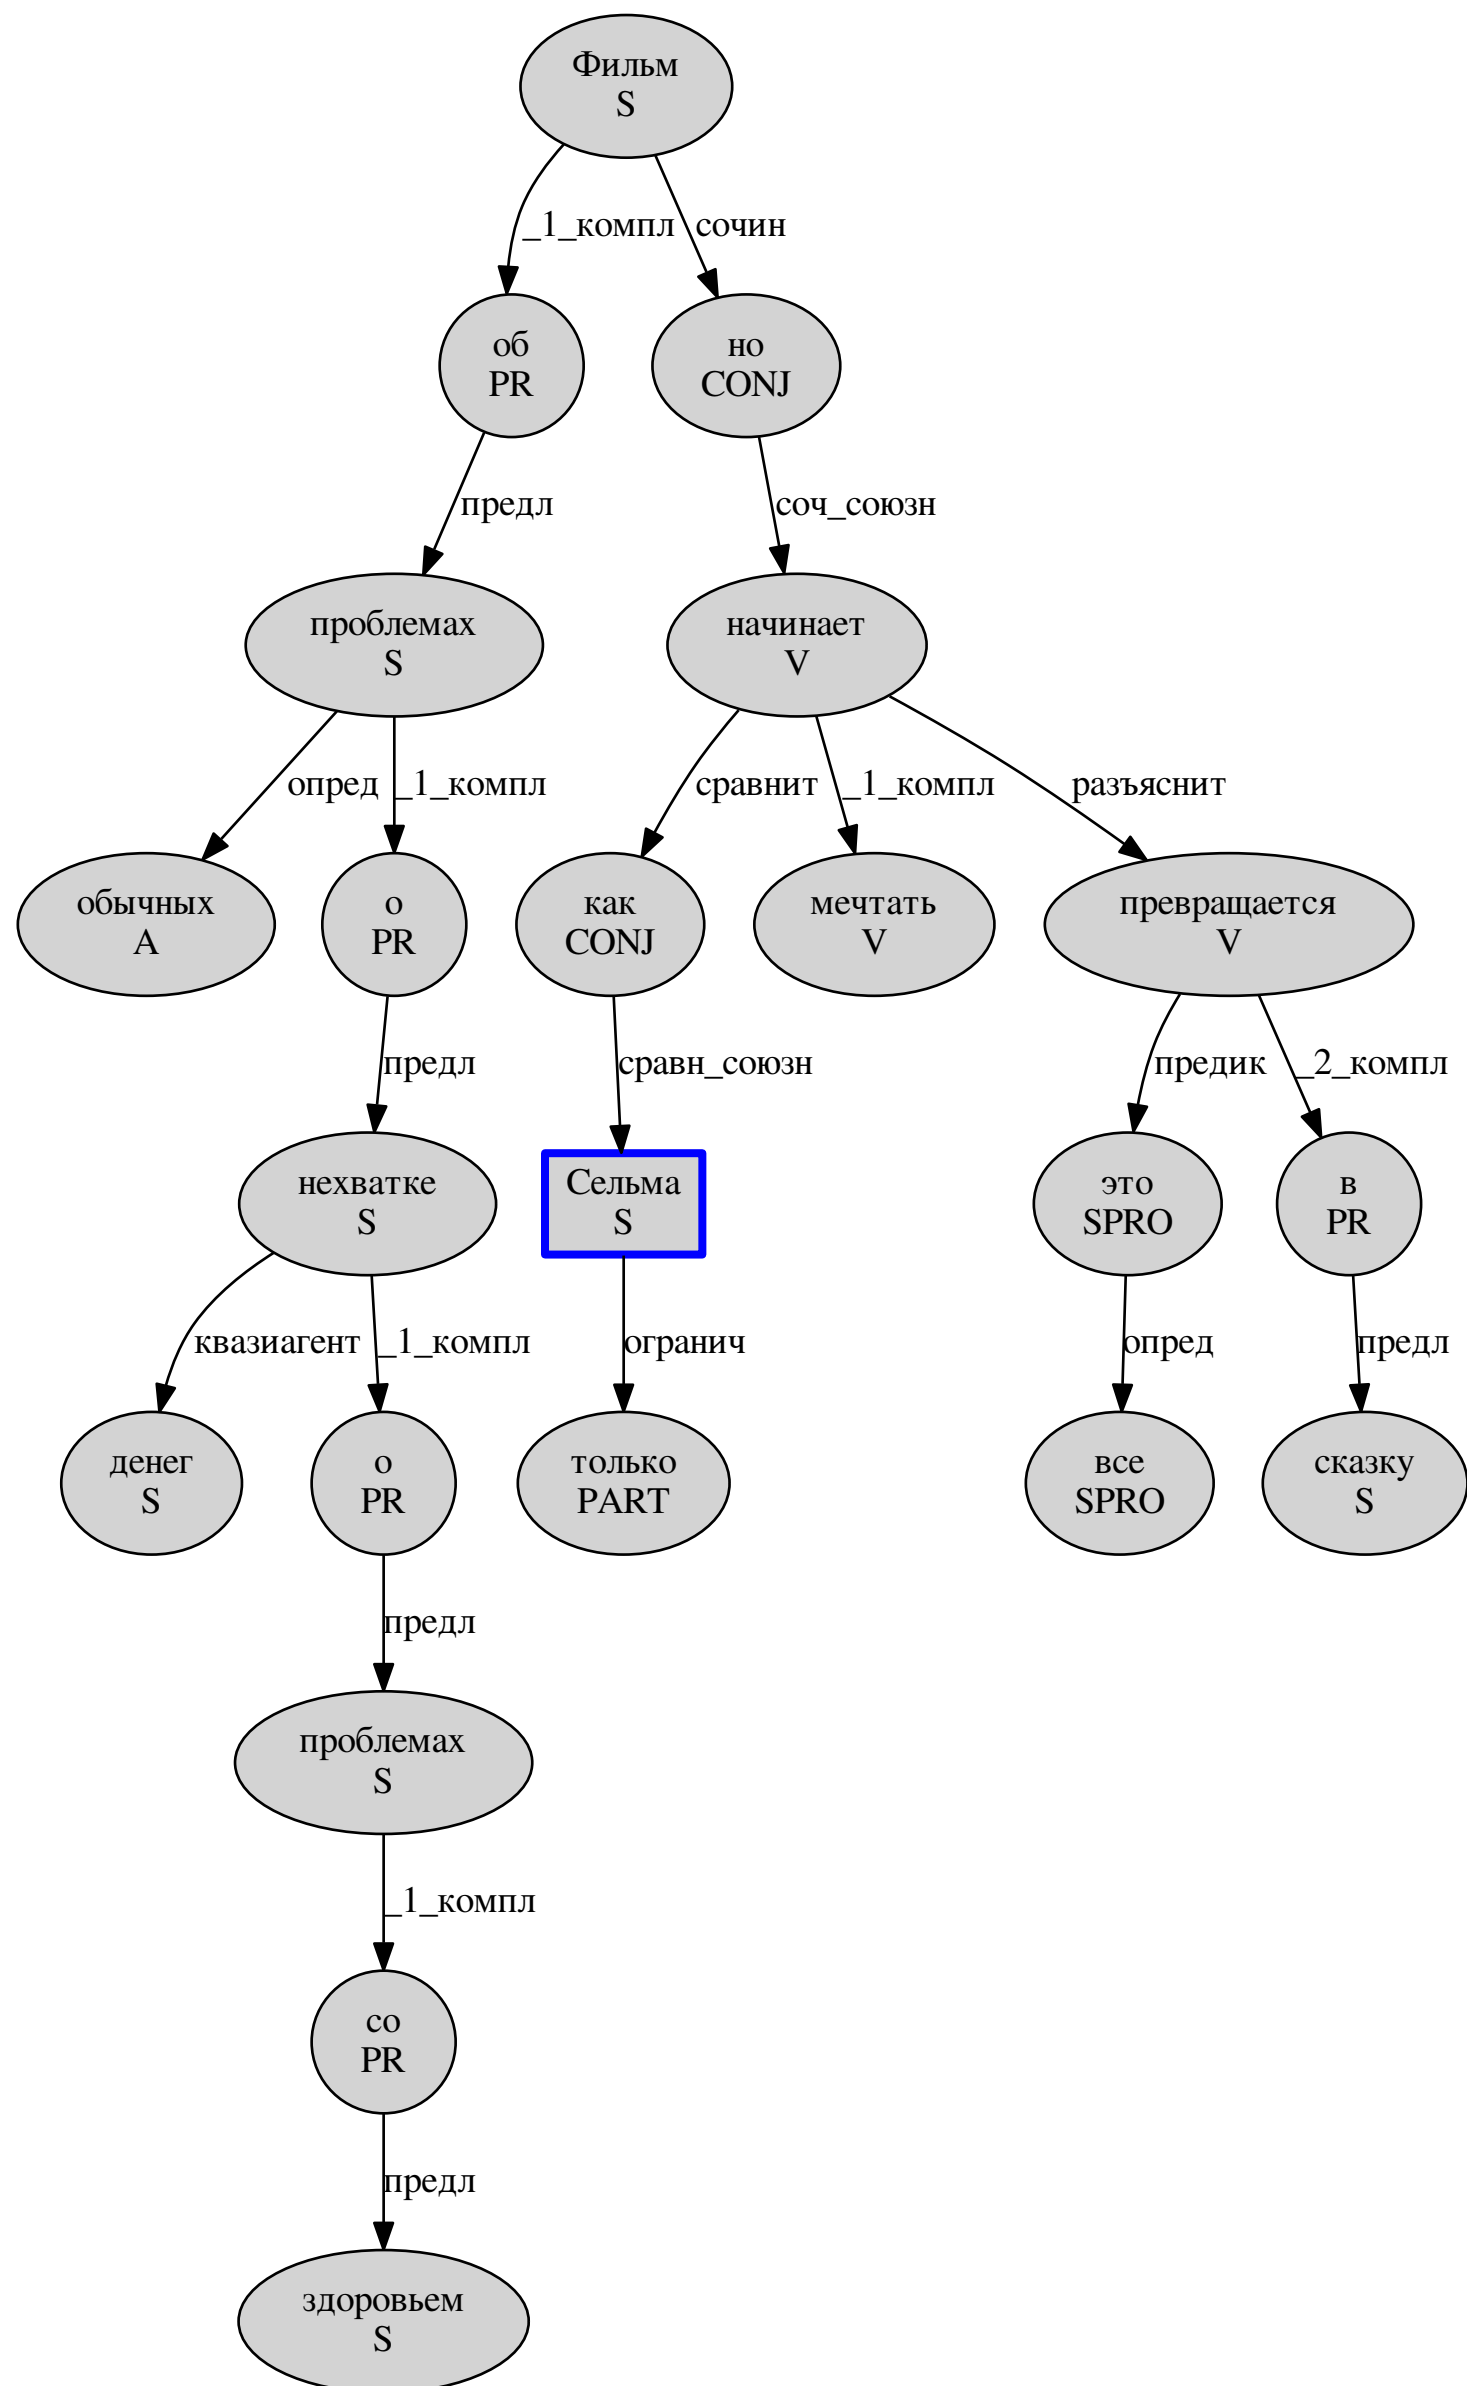 Фильм
S
_1_компл
сочин
об
PR
но
CONJ
предл
соч_союзн
проблемах
S
начинает
V
опред
_1_компл
сравнит
_1_компл
разъяснит
обычных
A
о
PR
как
CONJ
мечтать
V
превращается
V
предл
сравн_союзн
предик
_2_компл
нехватке
S
Сельма
S
это
SPRO
в
PR
квазиагент
_1_компл
огранич
опред
предл
денег
S
о
PR
только
PART
все
SPRO
сказку
S
предл
проблемах
S
_1_компл
со
PR
предл
здоровьем
S